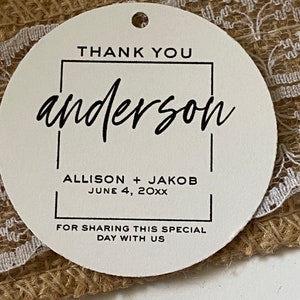 THANK YOU
anderson
ALLISON + JAKOB
JUNE 4, 20xx
FOR SHARING THIS SPECIAL
DAY WITH US